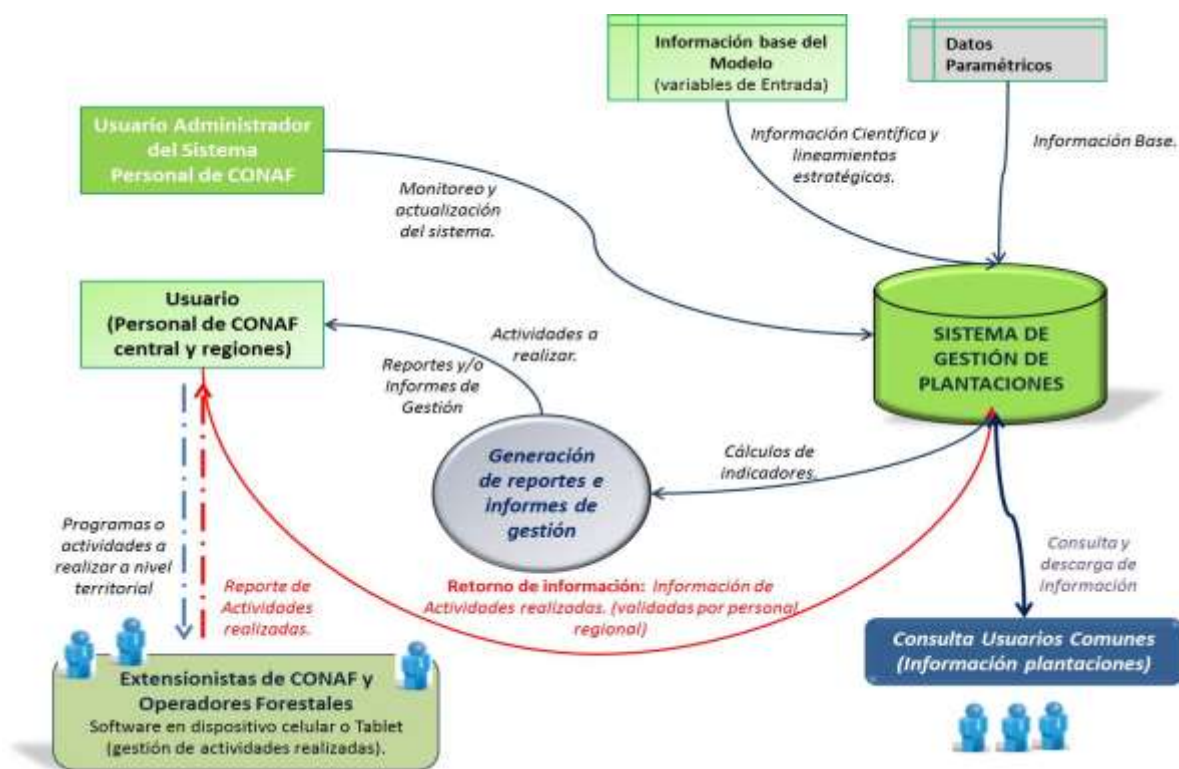 Información base del
Modelo
(variables de Entrada)
Datos
Paramétricos
Usuario Administrador
del Sistema
Personal de CONAF
Información Científica y
lineamientos
estratégicos.
Información Base.
Monitoreo y
actualización
del sistema.
Usuario
(Personal de CONAF
central y regiones)
Actividades a
realizar.
Reportes y/o
Informes de
Gestión
SISTEMA DE
GESTIÓN DE
PLANTACIONES
Generación
de reportes e
informes de
gestión
Cálculos de
indicadores.
Programas o
actividades a
realizar a nivel
territorial
Reporte de
Actividades
realizadas.
Retorno de información: Información de
Actividades realizadas. (validadas por personal
regional)
Consulta y
descarga de
información
Consulta Usuarios Comunes
(Información plantaciones)
Extensionistas de CONAF y
Operadores Forestales
Software en dispositivo celular o Tablet
(gestión de actividades realizadas).